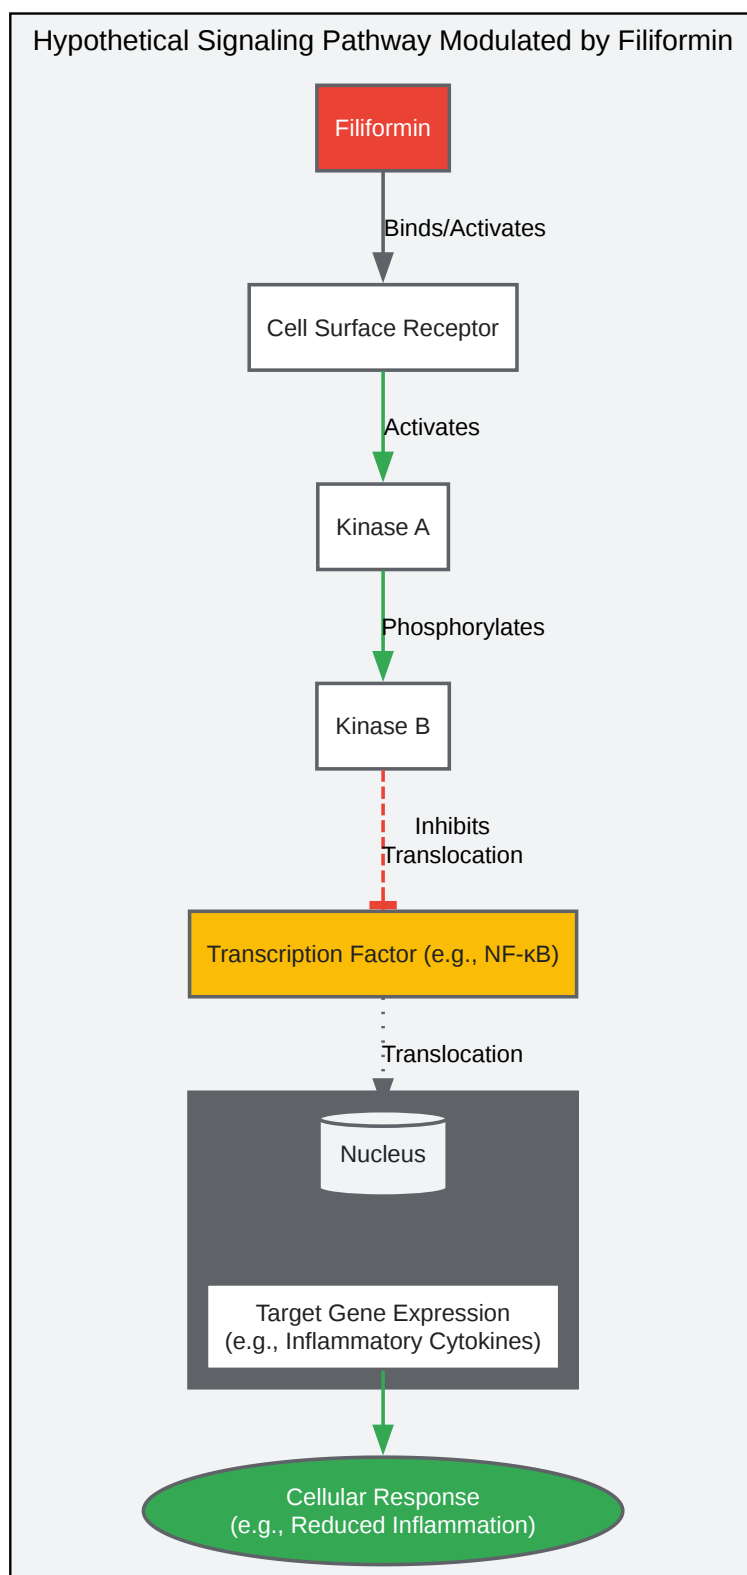 Hypothetical Signaling Pathway Modulated by Filiformin
Filiformin
Binds/Activates
Cell Surface Receptor
Activates
Kinase A
Phosphorylates
Kinase B
Inhibits
Translocation
Transcription Factor (e.g., NF-κB)
Translocation
Nucleus
Target Gene Expression
(e.g., Inflammatory Cytokines)
Cellular Response
(e.g., Reduced Inflammation)